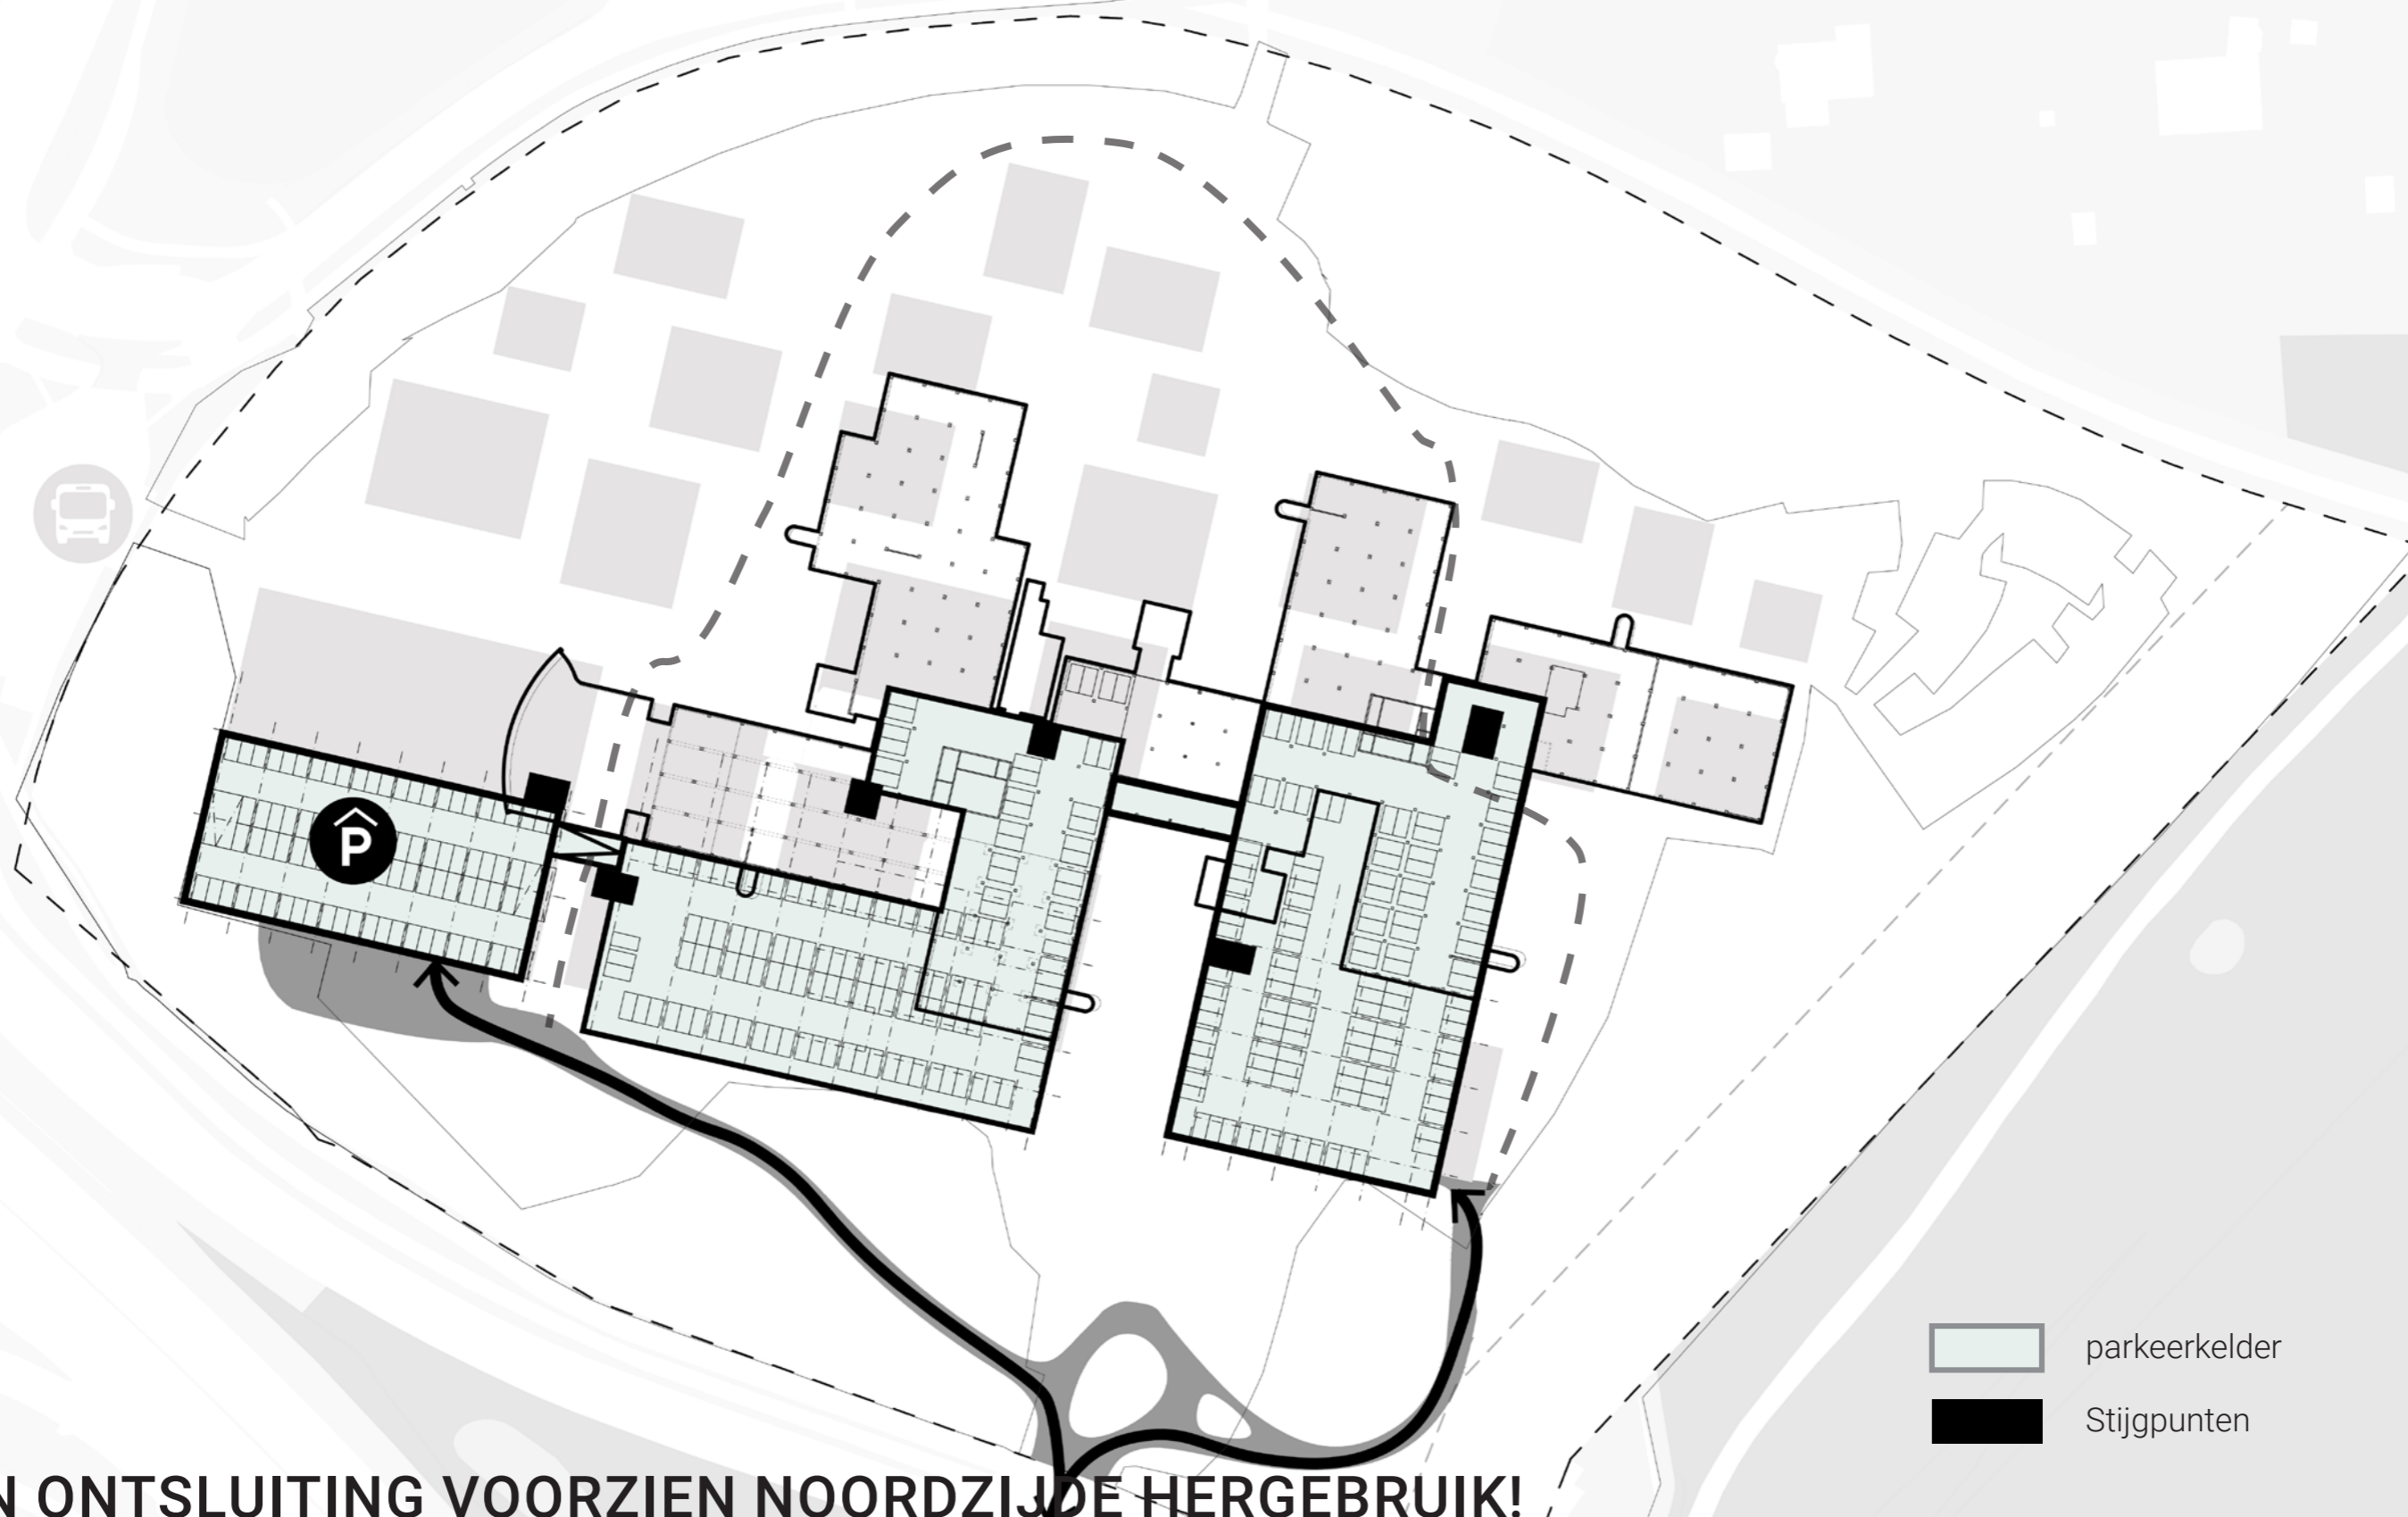 P
parkeerkelder
Stijgpunten
N ONTSLUITING VOORZIEN NOORDZIJDE HERGEBRUIK!